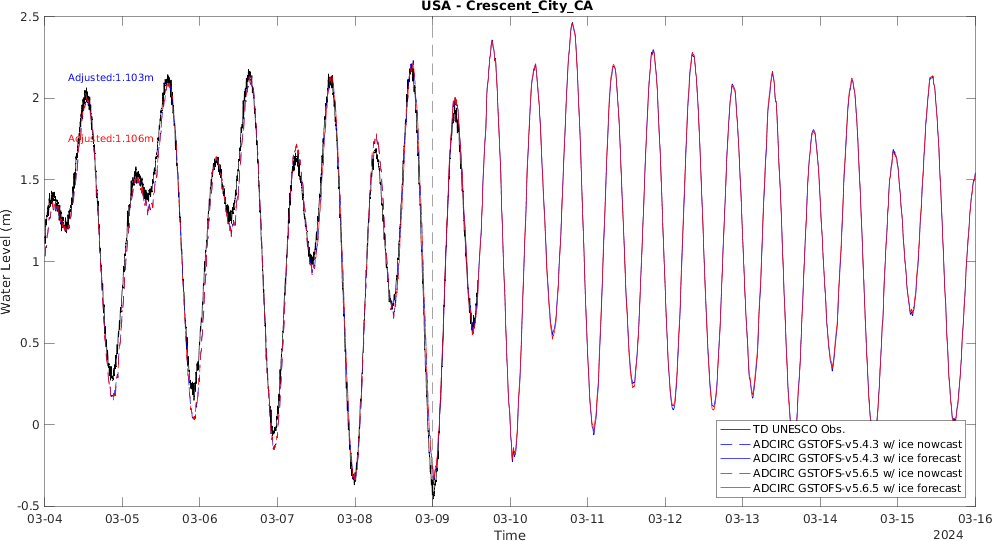 USA - Crescent_City_CA
2.5
2
1.5
1
0.5
0
-0.5
Water Level (m)
Adjusted:1.103m
Adjusted:1.106m
TD UNESCO Obs.
ADCIRC GSTOFS-v5.4.3 w/ ice nowcast
ADCIRC GSTOFS-v5.4.3 w/ ice forecast
ADCIRC GSTOFS-v5.6.5 w/ ice nowcast
ADCIRC GSTOFS-v5.6.5 w/ ice forecast
03-04 03-05 03-06 03-07 03-08 03-09 03-10 03-11 03-12 03-13 03-14 03-15 03-16
Time
2024